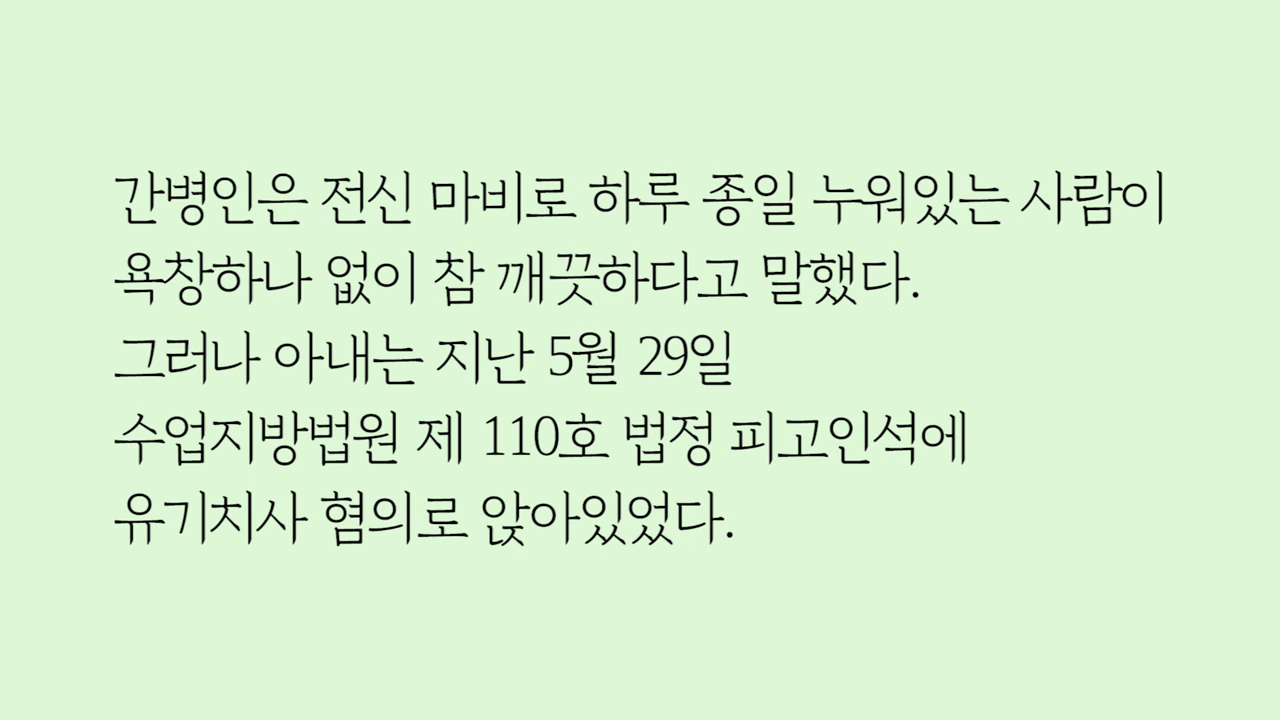 간병인은 전신 마비로 하루 종일 누워있는 사람이
욕창하나 없이 참 깨끗하다고 말했다.
그러나 아내는 지난 5월 29일
수업지방법원 제 110호 법정 피고인석에
유기치사 혐의로 앉아있었다.